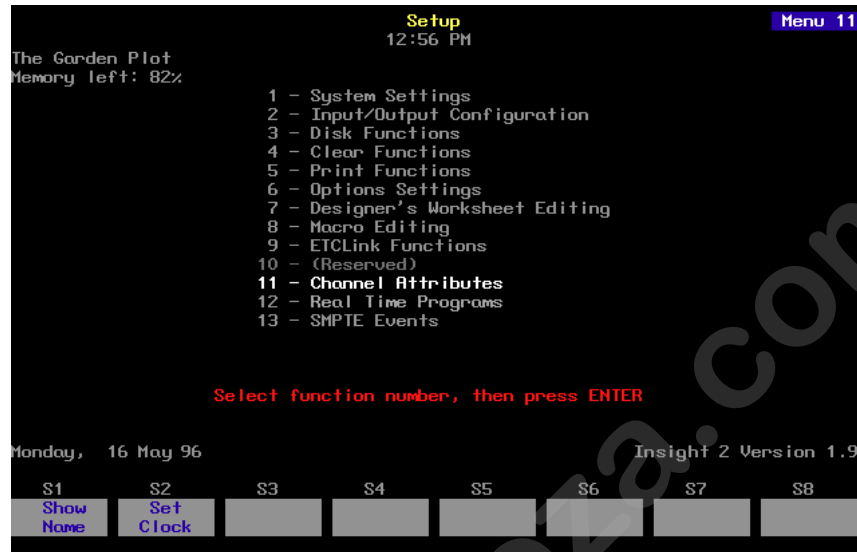 Setup
Menu 11
12:56 PM
The Garden Plot
Memory left: 82%
1 - System Settings
2 - Input/Output Configuration
3 - Disk Functions
4 - Clear Functions
5 - Print Functions
6 - Options Settings
7 - Designer's Worksheet Editing
8 - Macro Editing
9 - ETCLink Functions
10 - (Reserved)
11 - Channel Attributes
12 - Real Time Programs
13 - SMPTE Events
Select function number, then press ENTER
Monday, 16 May 96
Insight 2 Version 1.9
S1 S2 S3 S4 S5 S6 S7 S8
Show Set
Name Clock